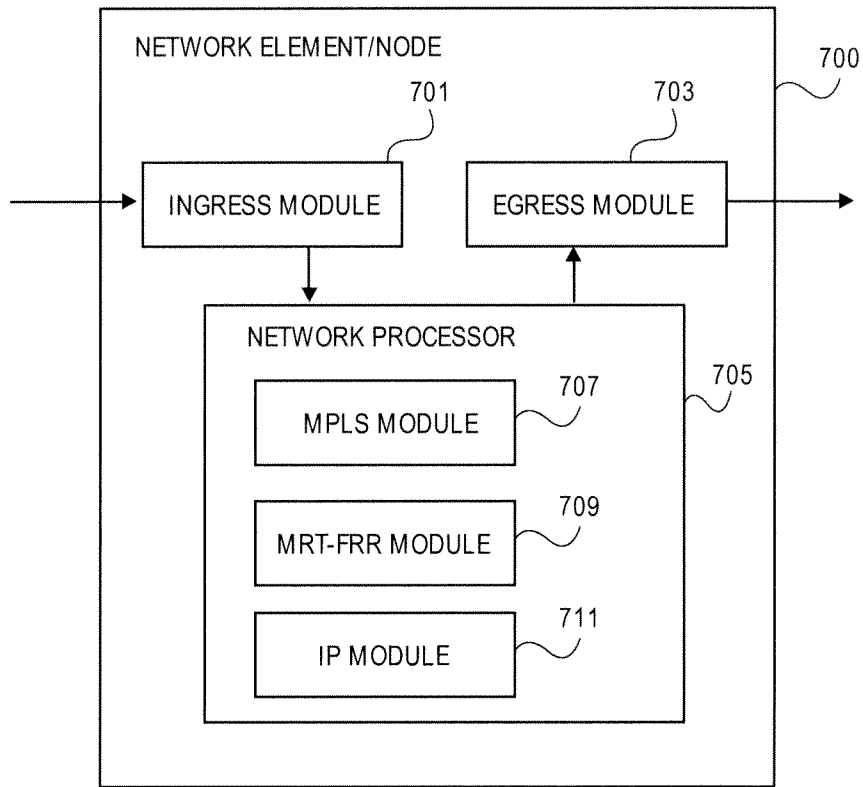 NETWORK ELEMENT/NODE
700
701
703
INGRESS MODULE
EGRESS MODULE
NETWORK PROCESSOR
705
707
MPLS MODULE
709
MRT-FRR MODULE
711
IP MODULE